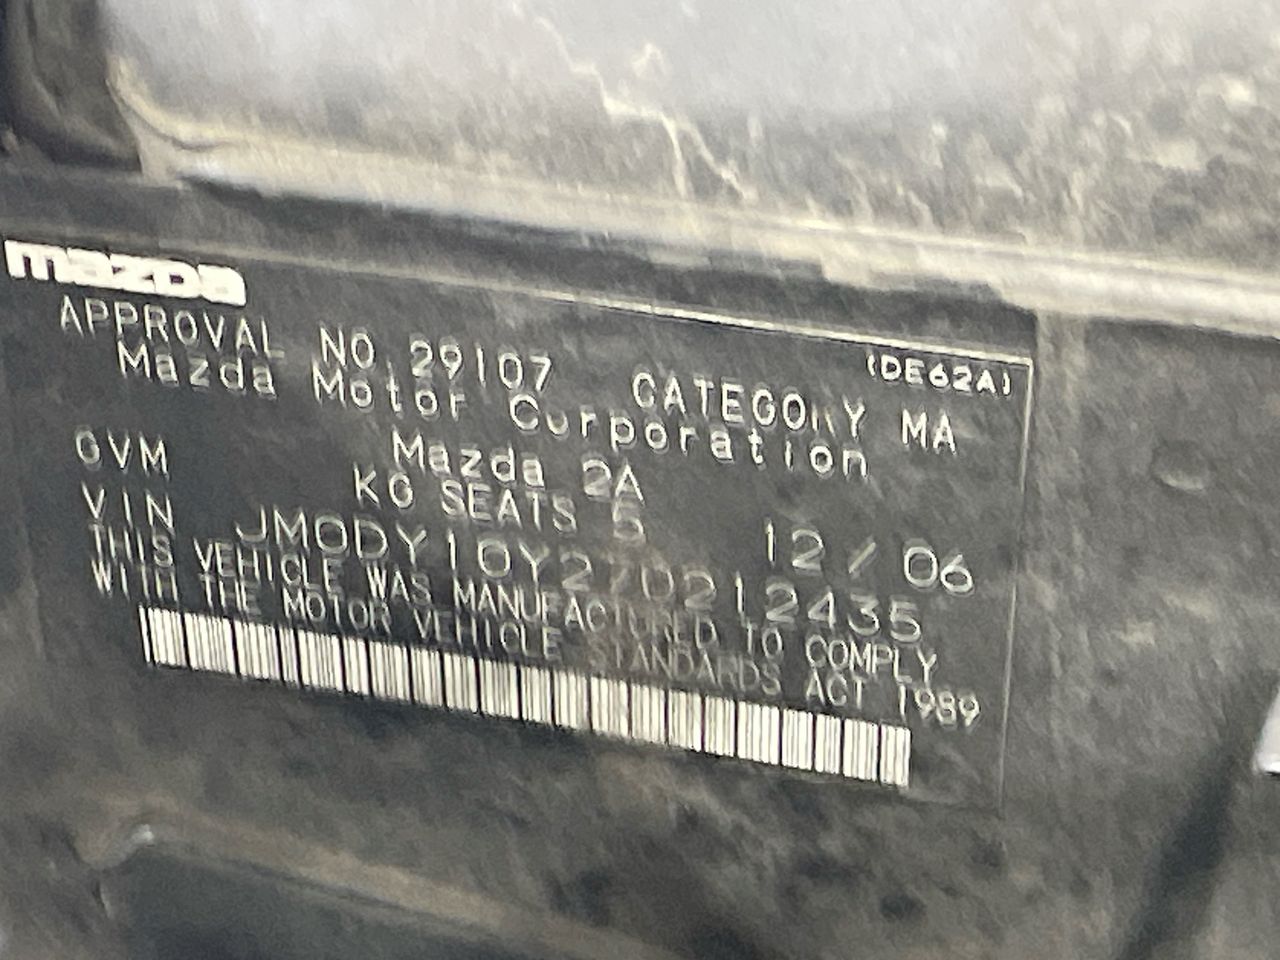 mazda
(DE62A)
APPROVAL NO.29107 CATEGORY MA
Mazda Motor Corporation
Mazda 2A
GVM KG SEATS 5 12/06
VIN JM0DY10Y270212435
THIS VEHICLE WAS MANUFACTURED TO COMPLY
WITH THE MOTOR VEHICLE STANDARDS ACT 1989